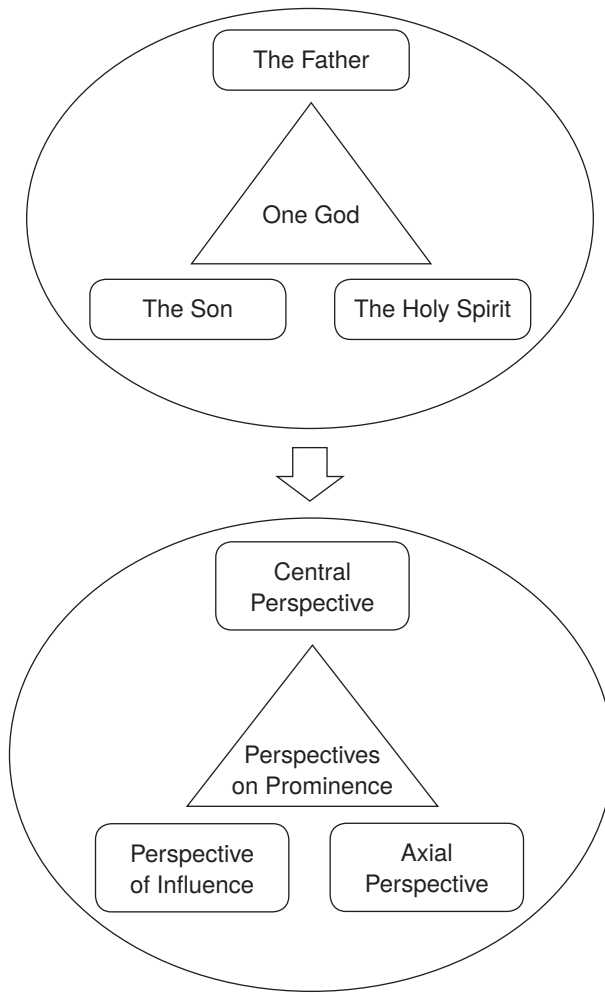 The Father
One God
The Son
The Holy Spirit
Central
Perspective
Perspectives
on Prominence
Perspective
of Influence
Axial
Perspective